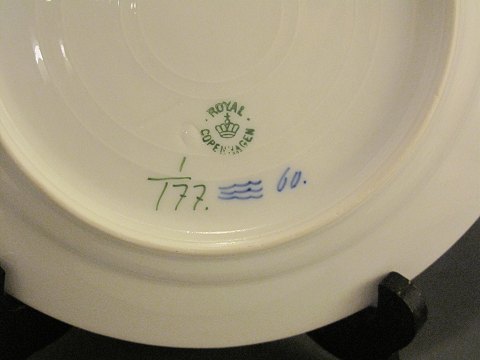 ROYAL
COPENHAGEN
1
177. 60.